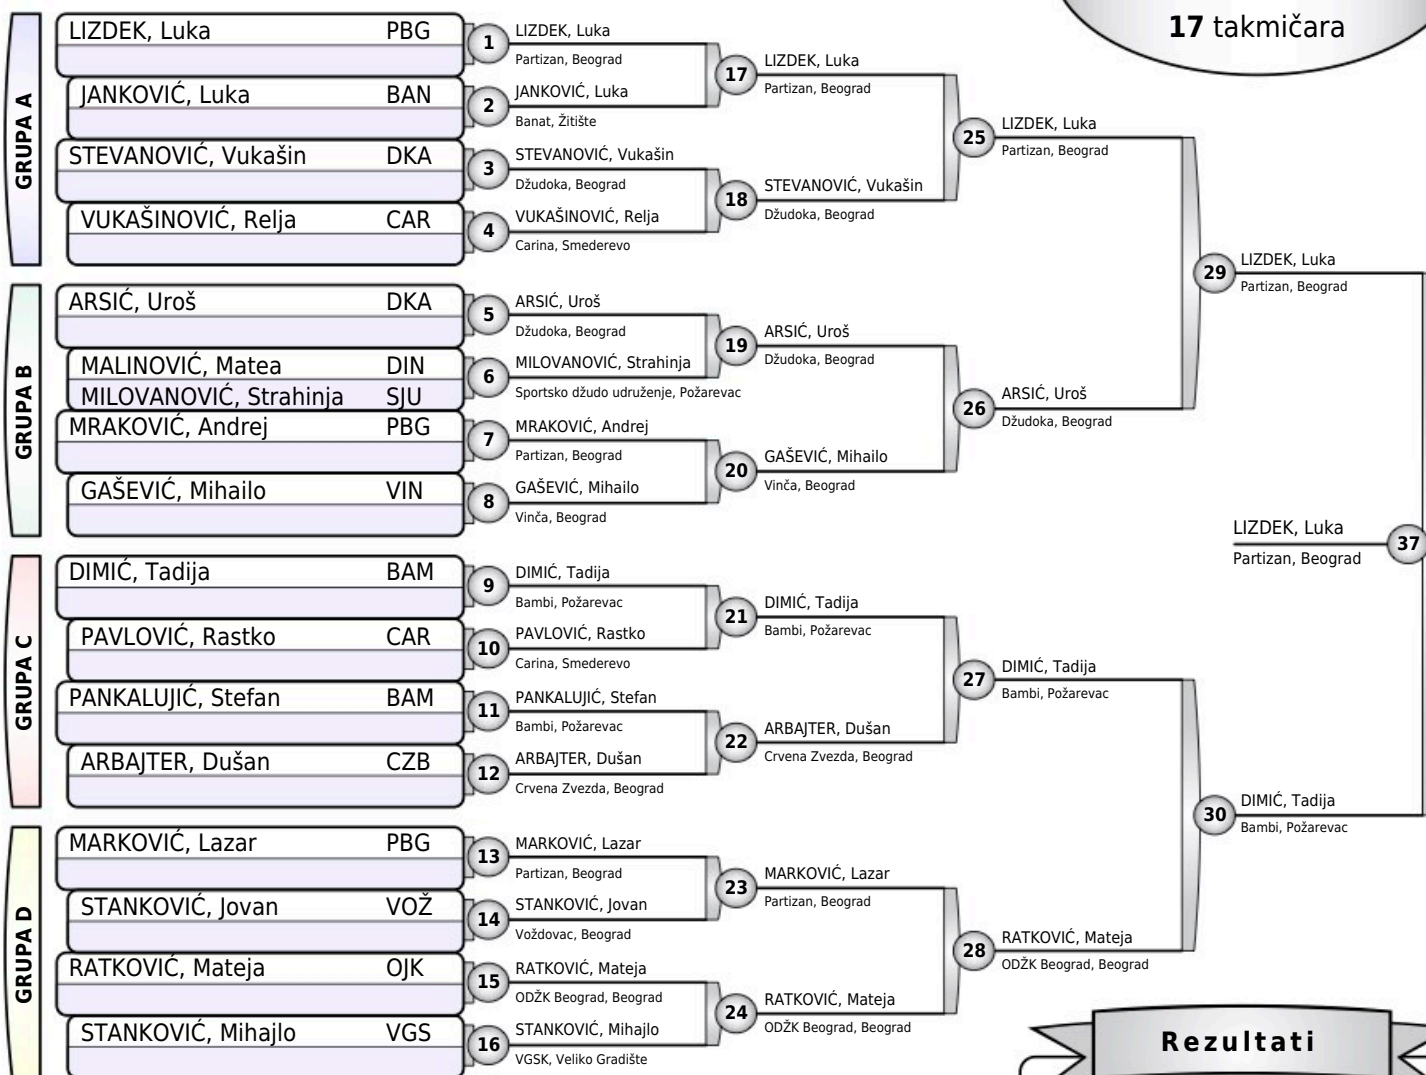 17 takmičara
GRUPA A
LIZDEK, Luka PBG
JANKOVIĆ, Luka BAN
STEVANOVIĆ, Vukašin DKA
VUKAŠINOVIĆ, Relja CAR
1 LIZDEK, Luka
Partizan, Beograd
2 JANKOVIĆ, Luka
Banat, Žitište
3 STEVANOVIĆ, Vukašin
Džudoka, Beograd
4 VUKAŠINOVIĆ, Relja
Carina, Smederevo
17 LIZDEK, Luka
Partizan, Beograd
18 STEVANOVIĆ, Vukašin
Džudoka, Beograd
25 LIZDEK, Luka
Partizan, Beograd
GRUPA B
ARSIĆ, Uroš DKA
MALINOVIĆ, Matea DIN
MILOVANOVIĆ, Strahinja SJU
MRAKOVIĆ, Andrej PBG
GAŠEVIĆ, Mihailo VIN
5 ARSIĆ, Uroš
Džudoka, Beograd
6 MILOVANOVIĆ, Strahinja
Sportsko džudo udruženje, Požarevac
7 MRAKOVIĆ, Andrej
Partizan, Beograd
8 GAŠEVIĆ, Mihailo
Vinča, Beograd
19 ARSIĆ, Uroš
Džudoka, Beograd
20 GAŠEVIĆ, Mihailo
Vinča, Beograd
26 ARSIĆ, Uroš
Džudoka, Beograd
29 LIZDEK, Luka
Partizan, Beograd
GRUPA C
DIMIĆ, Tadija BAM
PAVLOVIĆ, Rastko CAR
PANKALUJIĆ, Stefan BAM
ARBAJTER, Dušan CZB
9 DIMIĆ, Tadija
Bambi, Požarevac
10 PAVLOVIĆ, Rastko
Carina, Smederevo
11 PANKALUJIĆ, Stefan
Bambi, Požarevac
12 ARBAJTER, Dušan
Crvena Zvezda, Beograd
21 DIMIĆ, Tadija
Bambi, Požarevac
22 ARBAJTER, Dušan
Crvena Zvezda, Beograd
27 DIMIĆ, Tadija
Bambi, Požarevac
LIZDEK, Luka 37
Partizan, Beograd
GRUPA D
MARKOVIĆ, Lazar PBG
STANKOVIĆ, Jovan VOŽ
RATKOVIĆ, Mateja OJK
STANKOVIĆ, Mihajlo VGS
13 MARKOVIĆ, Lazar
Partizan, Beograd
14 STANKOVIĆ, Jovan
Voždovac, Beograd
15 RATKOVIĆ, Mateja
ODŽK Beograd, Beograd
16 STANKOVIĆ, Mihajlo
VGSK, Veliko Gradište
23 MARKOVIĆ, Lazar
Partizan, Beograd
24 RATKOVIĆ, Mateja
ODŽK Beograd, Beograd
28 RATKOVIĆ, Mateja
ODŽK Beograd, Beograd
30 DIMIĆ, Tadija
Bambi, Požarevac
Rezultati